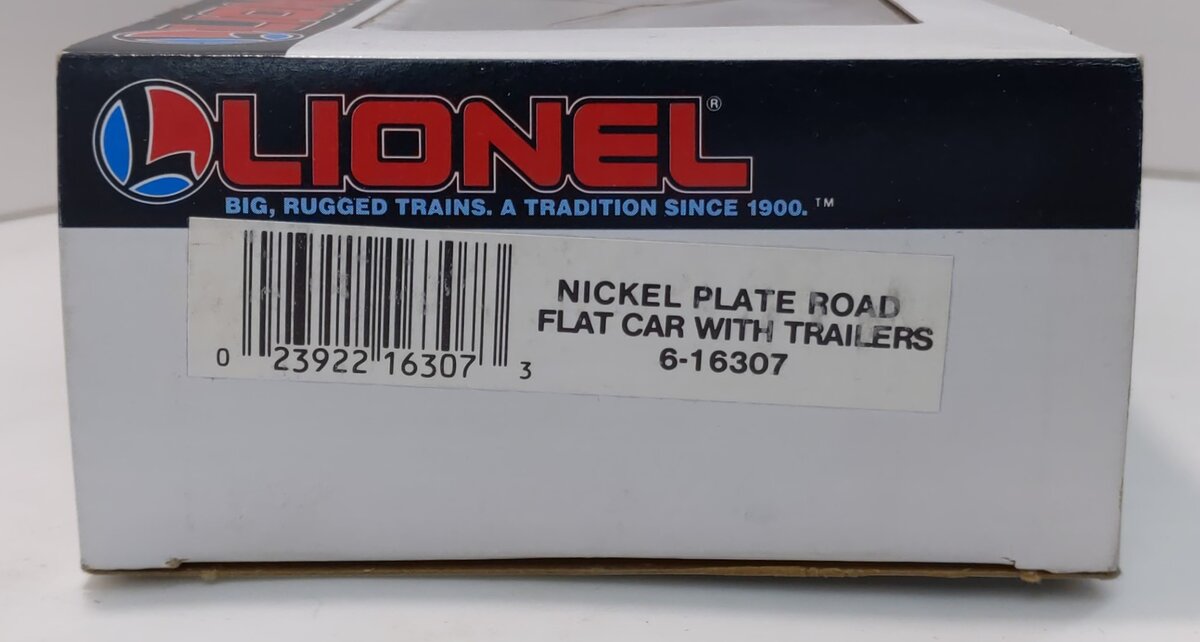 LIONEL®
BIG, RUGGED TRAINS. A TRADITION SINCE 1900.™
NICKEL PLATE ROAD
FLAT CAR WITH TRAILERS
6-16307
0 23922 16307 3